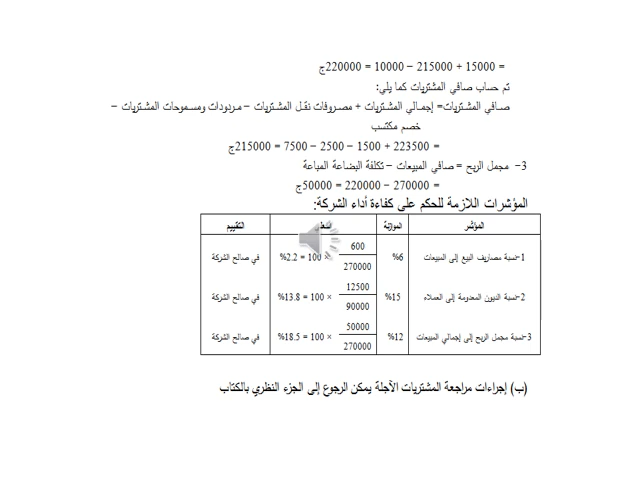 = 15000 + 215000 – 10000 = 220000ج
تم حساب صافي المشتريات كما يلي:
صافي المشتريات= إجمالي المشتريات + مصروفات نقل المشتريات – مردودات ومسموحات المشتريات –
خصم مكتسب
= 223500 + 1500 – 2500 – 7500 = 215000ج
3- مجمل الربح = صافي المبيعات – تكلفة البضاعة المباعة
= 270000 – 220000 = 50000ج
المؤشرات اللازمة للحكم على كفاءة أداء الشركة:
المؤشر الموازنة التقييم
1-نسبة مصاريف البيع إلى المبيعات %6 600 / 270000 × 100 = 2.2% في صالح الشركة
2-نسبة الديون المعدومة إلى العملاء %15 12500 / 90000 × 100 = 13.8% في صالح الشركة
3-نسبة مجمل الربح إلى إجمالي المبيعات %12 50000 / 270000 × 100 = 18.5% في صالح الشركة
(ب) إجراءات مراجعة المشتريات الآجلة يمكن الرجوع إلى الجزء النظري بالكتاب